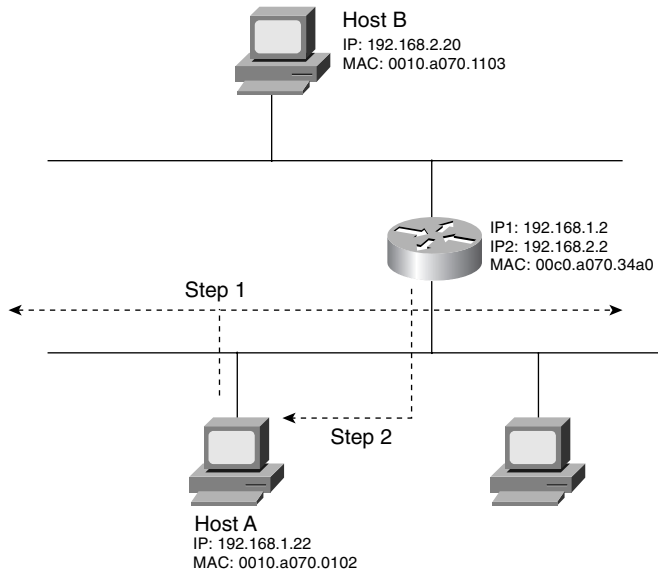 Host B
IP: 192.168.2.20
MAC: 0010.a070.1103
IP1: 192.168.1.2
IP2: 192.168.2.2
MAC: 00c0.a070.34a0
Step 1
Step 2
Host A
IP: 192.168.1.22
MAC: 0010.a070.0102